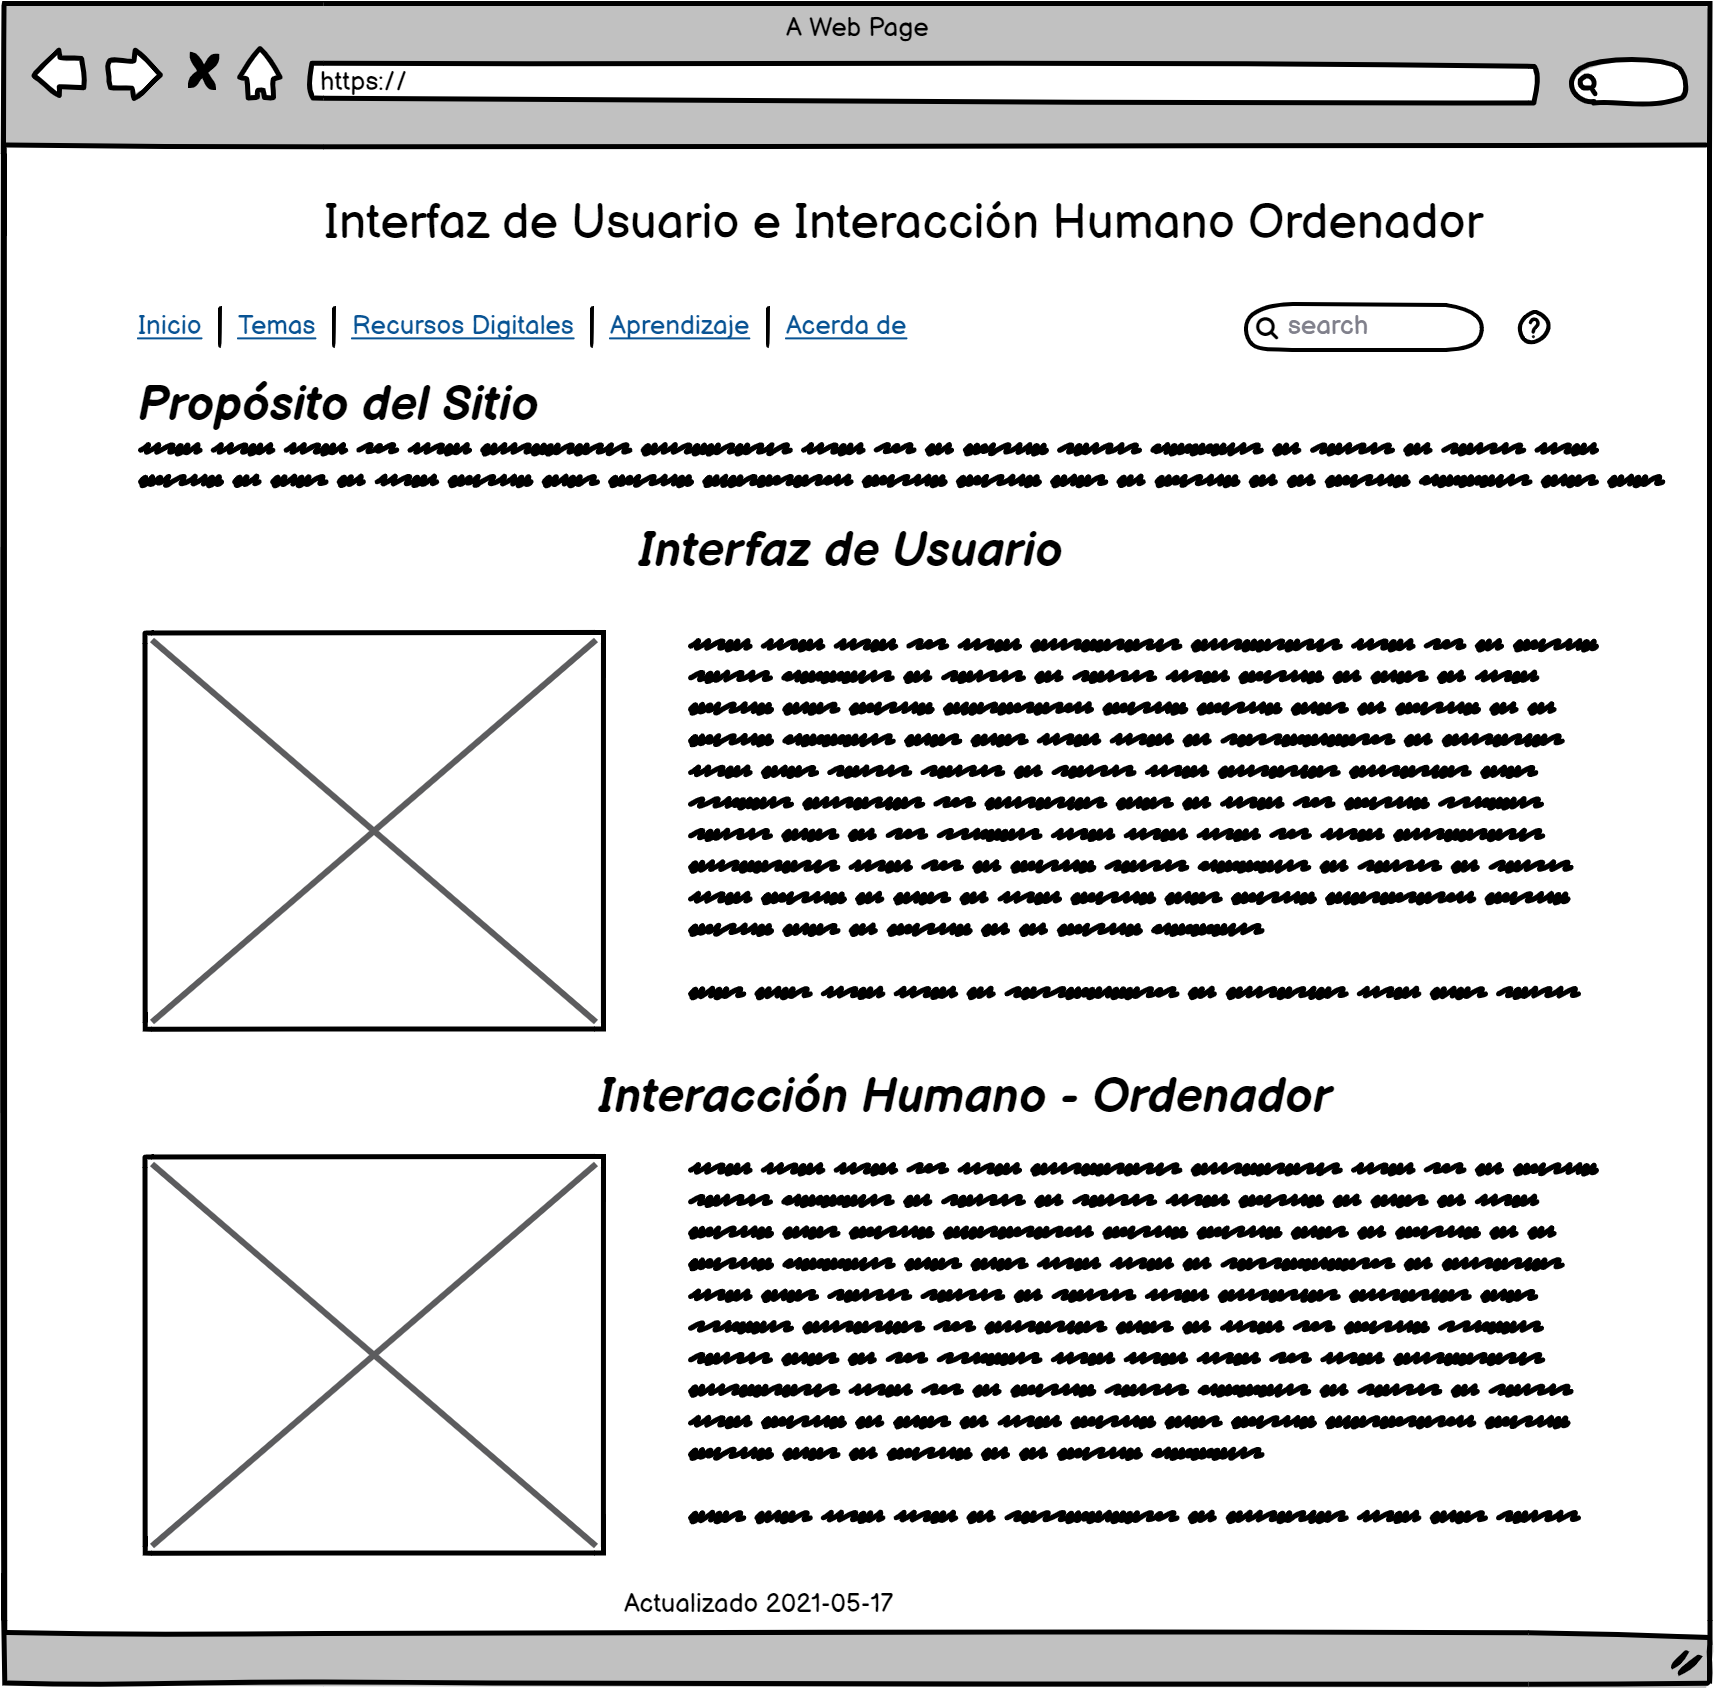 A Web Page
https://
Interfaz de Usuario e Interacción Humano Ordenador
Inicio | Temas | Recursos Digitales | Aprendizaje | Acerda de
search ?
Propósito del Sitio
Interfaz de Usuario
Interacción Humano - Ordenador
Actualizado 2021-05-17